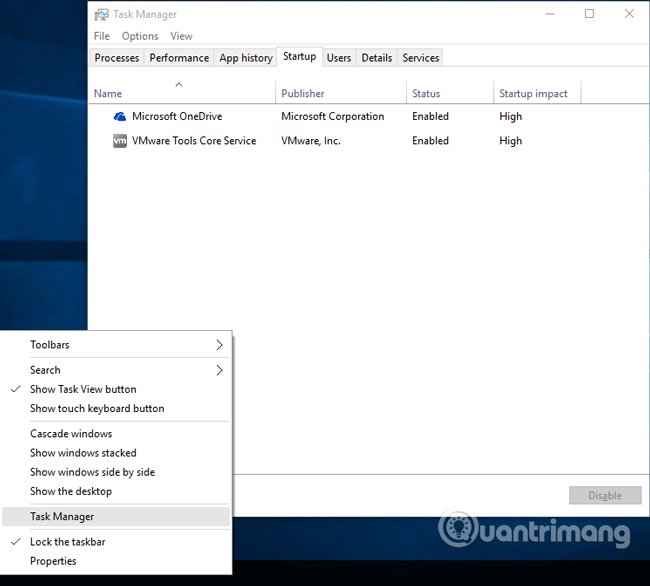 Task Manager
File Options View
Processes Performance App history Startup Users Details Services
Name Publisher Status Startup impact
Microsoft OneDrive Microsoft Corporation Enabled High
vm VMware Tools Core Service VMware, Inc. Enabled High
Toolbars
Search
Show Task View button
Show touch keyboard button
Cascade windows
Show windows stacked
Show windows side by side
Show the desktop
Disable
Task Manager
Lock the taskbar
Properties
Quantrimang